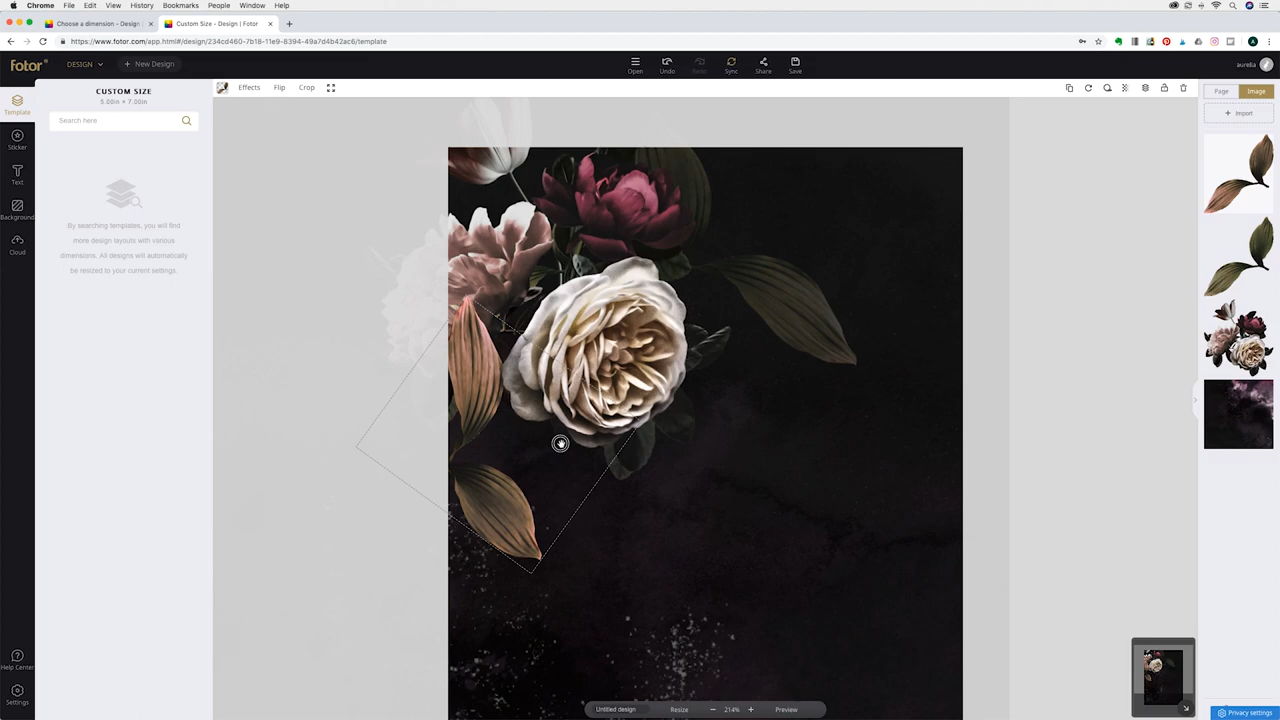 Chrome File Edit View History Bookmarks People Window Help
Choose a dimension - Design |
Custom Size - Design | Fotor
https://www.fotor.com/app.html#/design/234cd460-7b18-11e9-8394-49a7d4b42ac6/template
fotor
DESIGN
New Design
Open
Undo
Redo
Sync
Share
Save
aurelia
Template
Sticker
Text
Background
Cloud
Help Center
Settings
CUSTOM SIZE
5.00in × 7.00in
Search here
By searching templates, you will find
more design layouts with various
dimensions. All designs will automatically
be resized to your current settings.
Effects Flip Crop
Page Image
Import
Untitled design Resize 214% Preview
Privacy settings